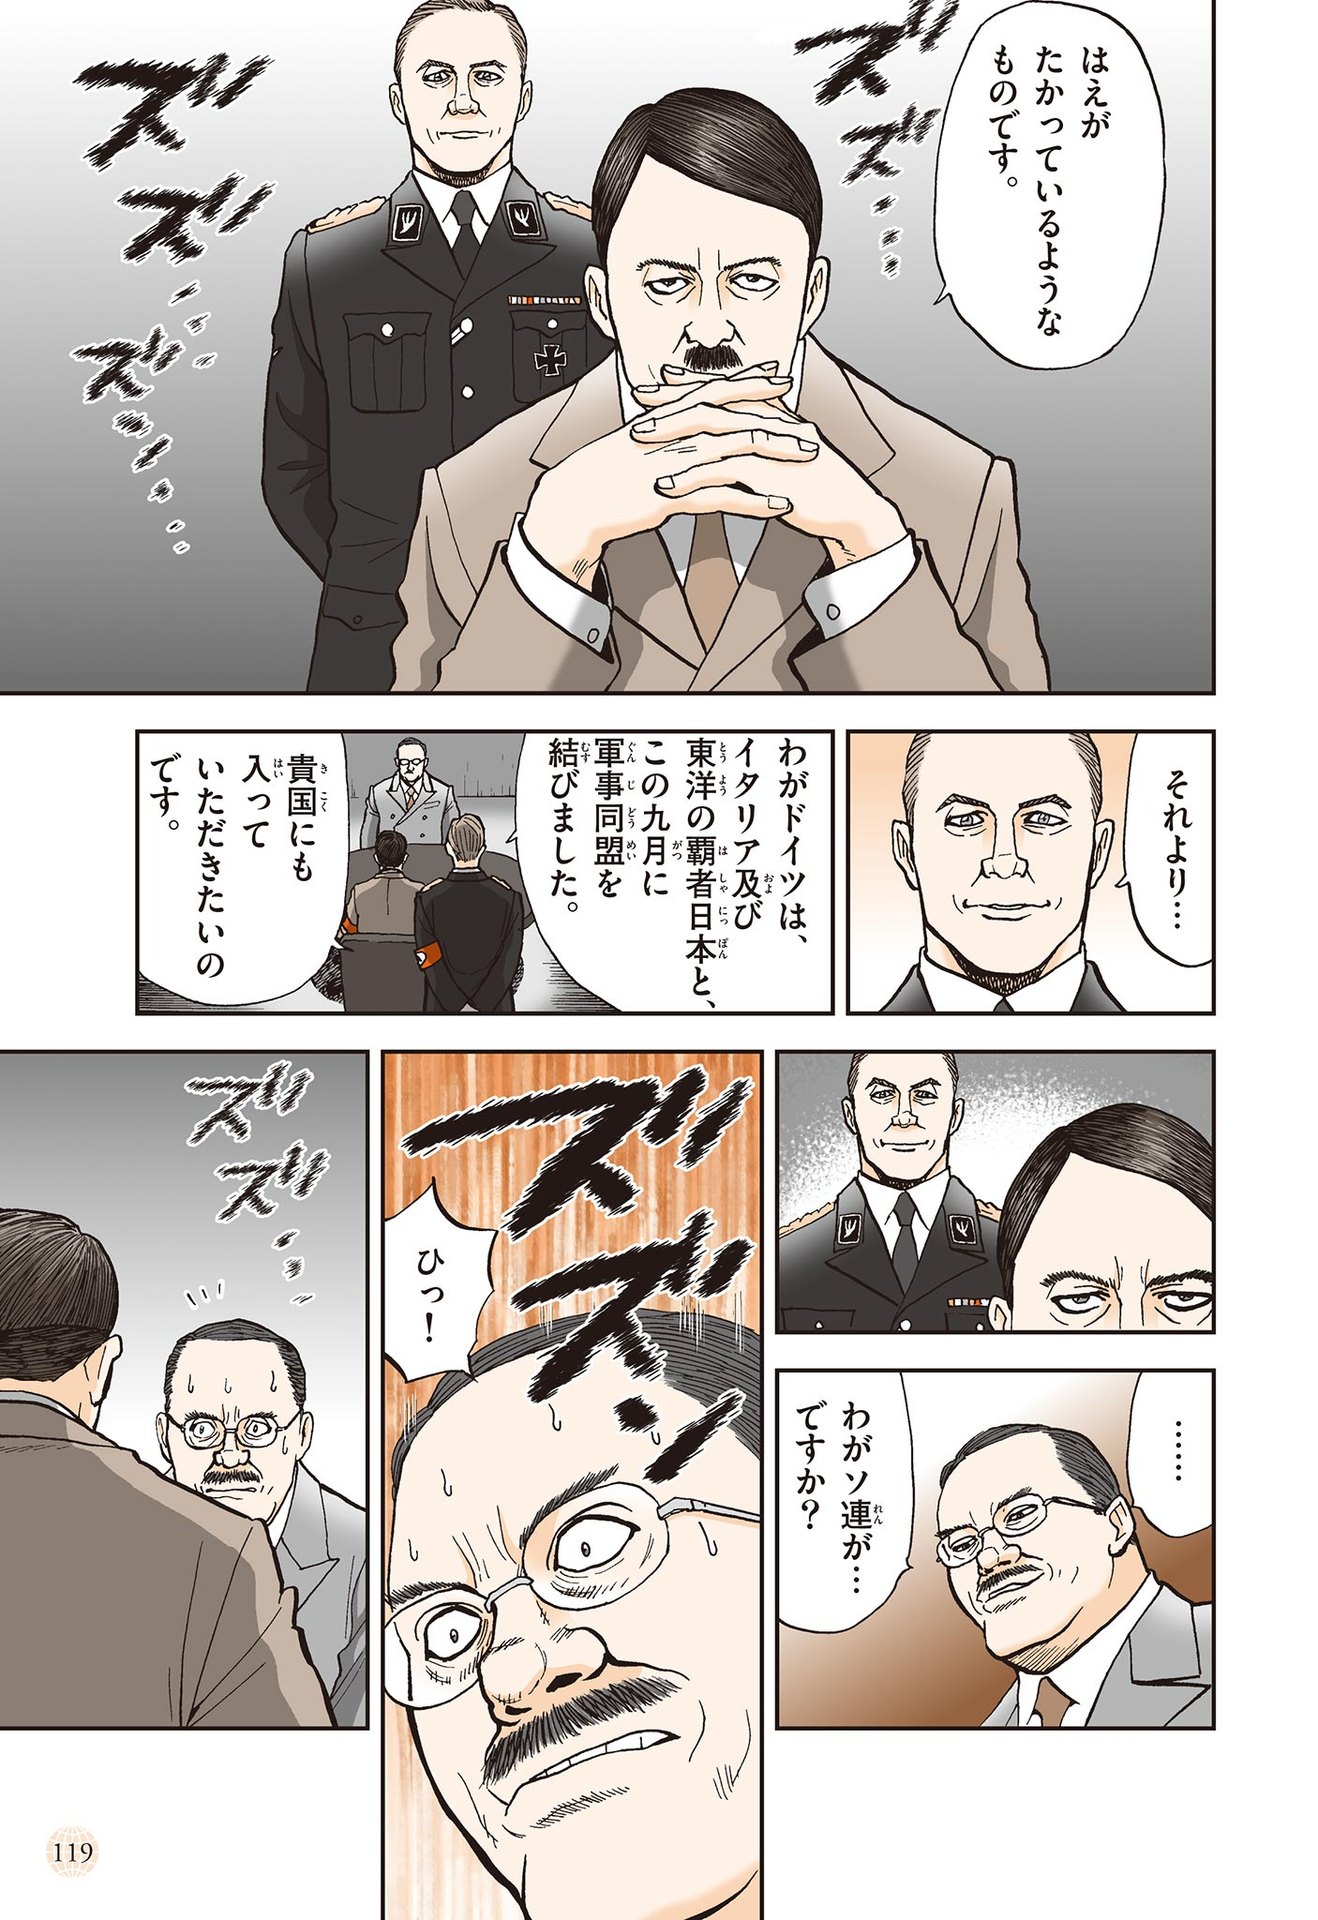 はえが
たかっているような
ものです。
ズ
ズ…
ズ
ズ…
ズ…
それより…
わがドイツは、
イタリア及び
東洋の覇者日本と、
この九月に
軍事同盟を
結びました。
貴国にも
入って
いただきたいの
です。
……
わがソ連が…
ですか？
ズ
ズ
ひっ！
ズ
ズ…
119